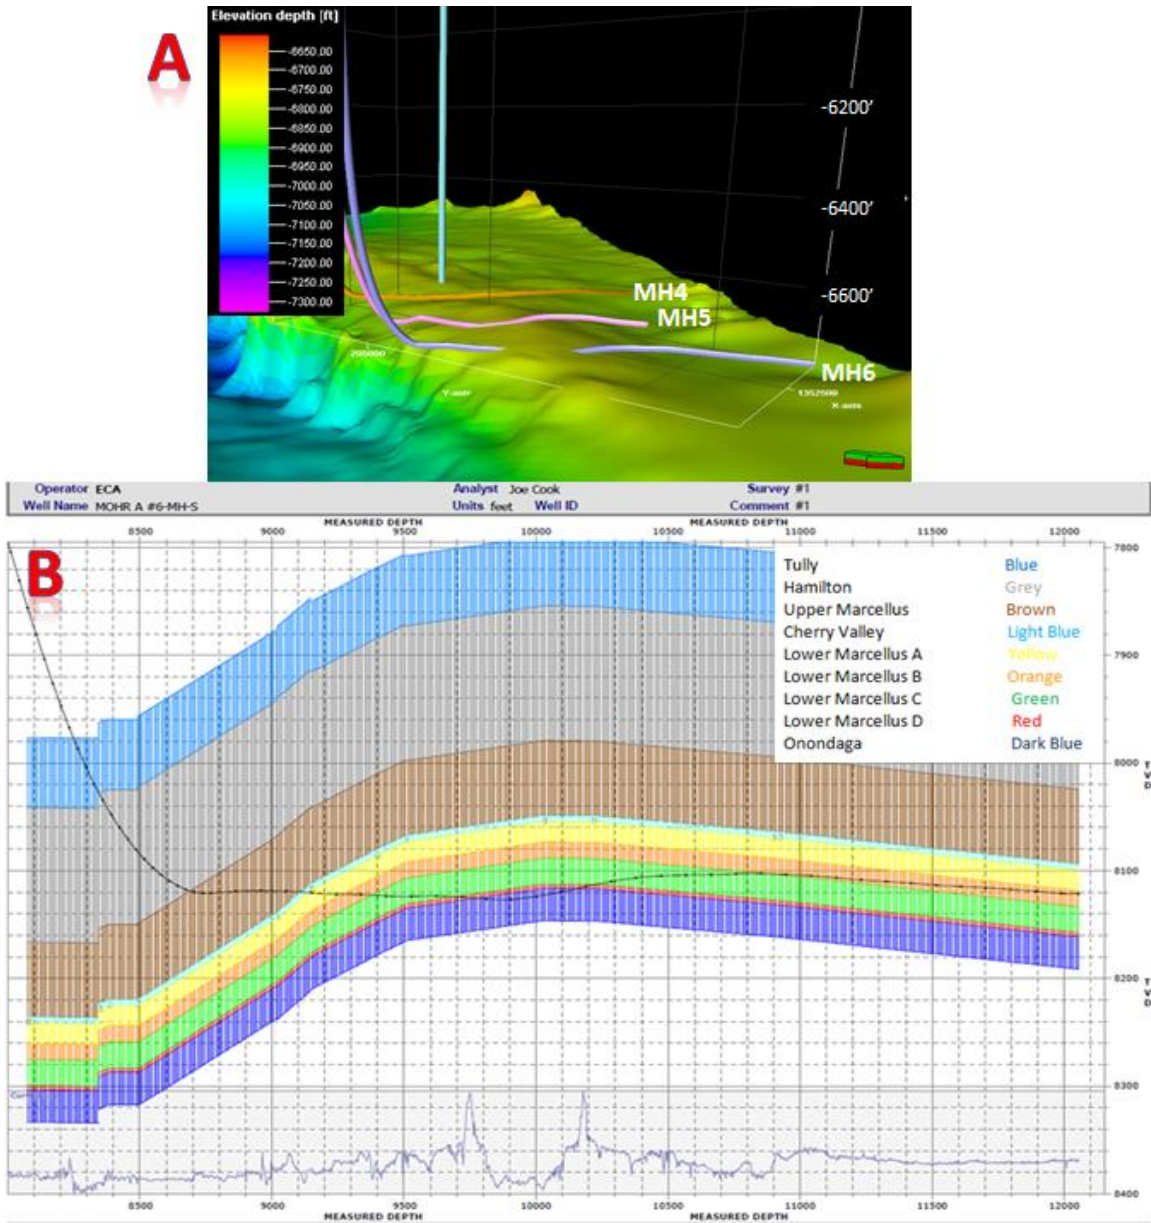 A
Elevation depth [ft]
-6650.00
-6700.00
-6750.00
-6800.00
-6850.00
-6900.00
-6950.00
-7000.00
-7050.00
-7100.00
-7150.00
-7200.00
-7250.00
-7300.00
-6200'
-6400'
-6600'
MH4
MH5
MH6
Y-axis
1352500
X-axis
Operator ECA Analyst Joe Cook Survey #1
Well Name MOHR A #6-MH-S Units feet Well ID Comment #1
MEASURED DEPTH MEASURED DEPTH
8500 9000 9500 10000 10500 11000 11500 12000
B
7800
7900
8000
8100
8200
8300
8400
TVD
TVD
Tully Blue
Hamilton Grey
Upper Marcellus Brown
Cherry Valley Light Blue
Lower Marcellus A Yellow
Lower Marcellus B Orange
Lower Marcellus C Green
Lower Marcellus D Red
Onondaga Dark Blue
8500 9000 9500 10000 10500 11000 11500 12000
MEASURED DEPTH MEASURED DEPTH